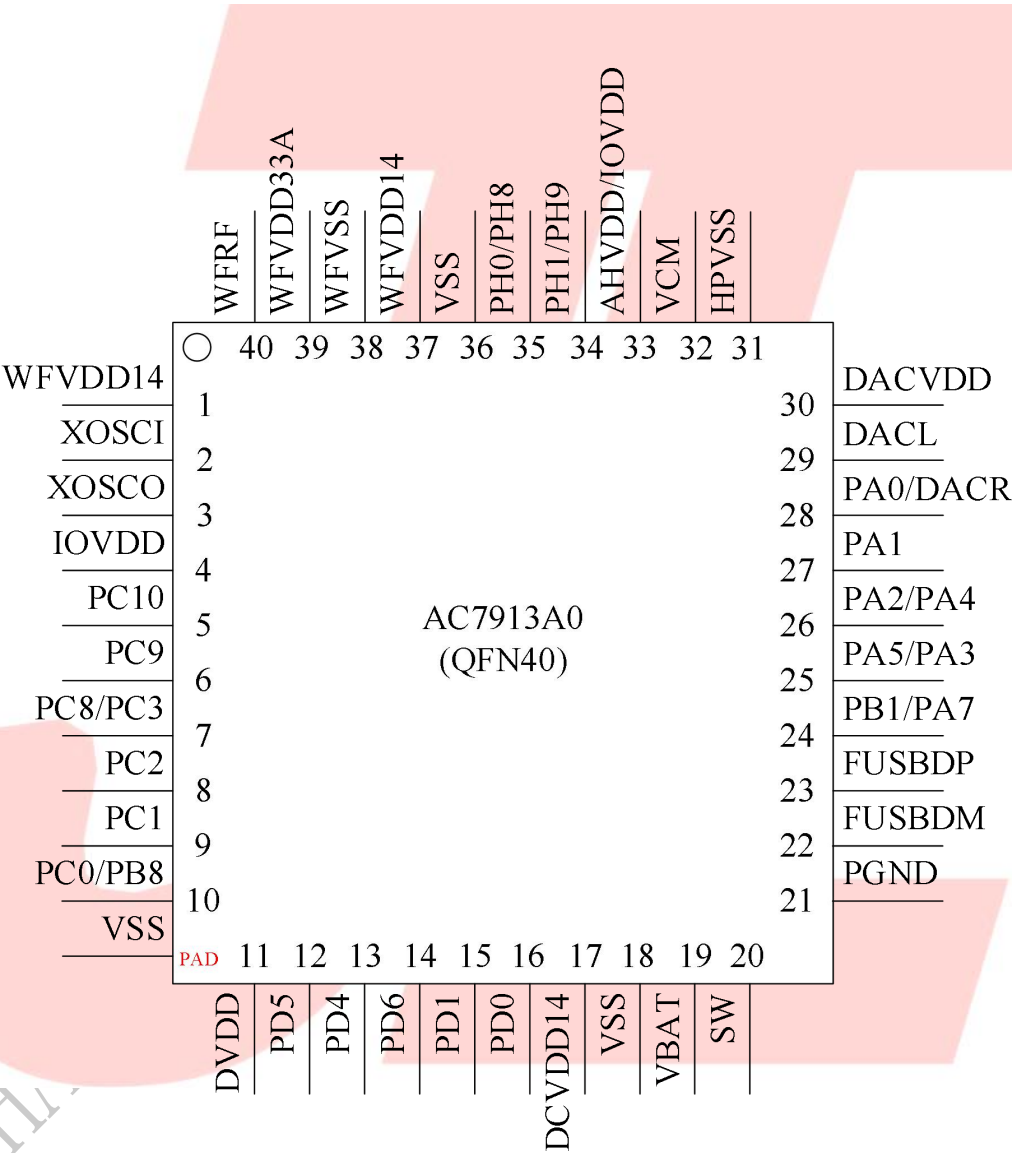 WFRF
WFVDD33A
WFVSS
WFVDD14
VSS
PH0/PH8
PH1/PH9
AHVDD/IOVDD
VCM
HPVSS
40 39 38 37 36 35 34 33 32 31
WFVDD14 1
XOSCI 2
XOSCO 3
IOVDD 4
PC10 5
PC9 6
PC8/PC3 7
PC2 8
PC1 9
PC0/PB8 10
VSS PAD
AC7913A0
(QFN40)
30 DACVDD
29 DACL
28 PA0/DACR
27 PA1
26 PA2/PA4
25 PA5/PA3
24 PB1/PA7
23 FUSBDP
22 FUSBDM
21 PGND
11 12 13 14 15 16 17 18 19 20
DVDD
PD5
PD4
PD6
PD1
PD0
DCVDD14
VSS
VBAT
SW